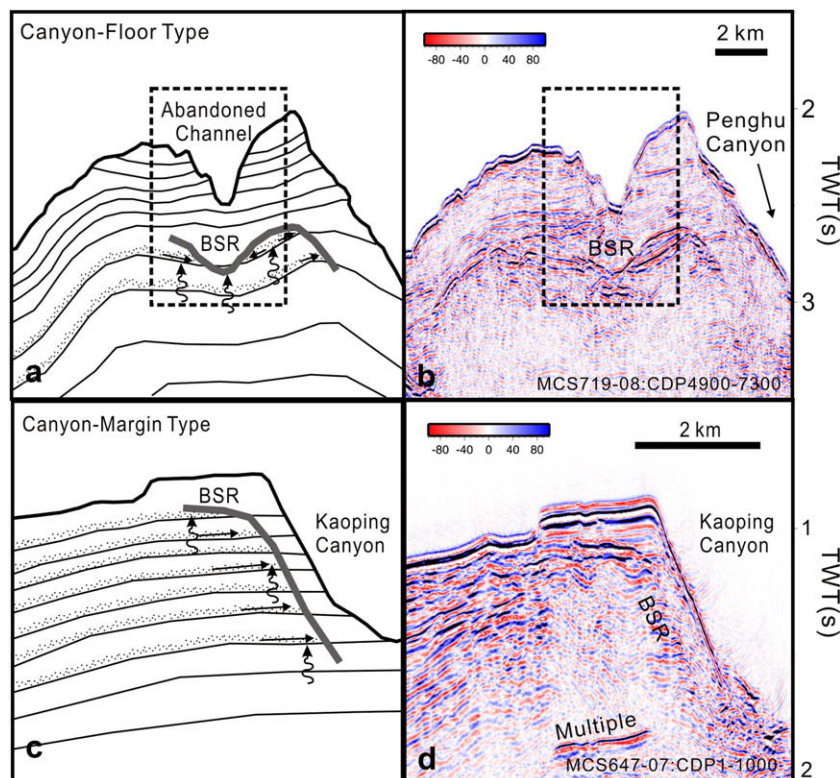 Canyon-Floor Type
Abandoned
Channel
BSR
a
-80 -40 0 40 80
2 km
Penghu
Canyon
BSR
2
TWT(s)
3
b
MCS719-08:CDP4900-7300
Canyon-Margin Type
BSR
Kaoping
Canyon
c
-80 -40 0 40 80
2 km
Kaoping
Canyon
BSR
Multiple
1
TWT(s)
2
d
MCS647-07:CDP1-1000